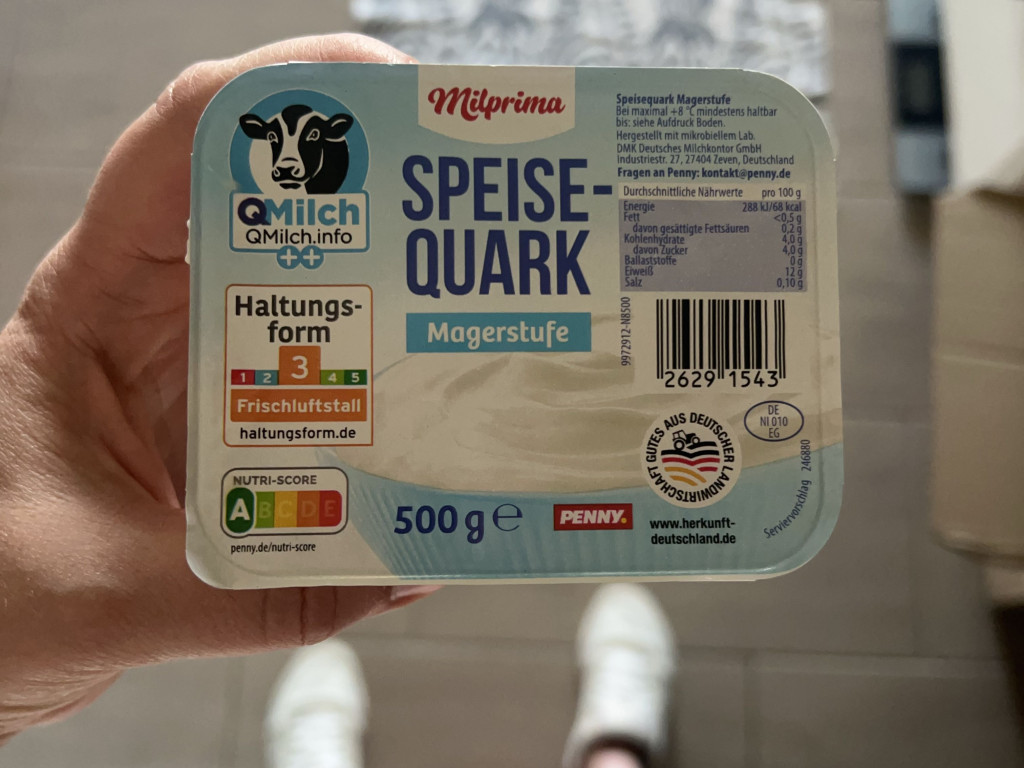 Milprima
SPEISE-
QUARK
Magerstufe
500 g e
PENNY.
QMilch
QMilch.info
++
Haltungs-
form
1 2 3 4 5
Frischluftstall
haltungsform.de
NUTRI-SCORE
A B C D E
penny.de/nutri-score
Speisequark Magerstufe
Bei maximal +8 °C mindestens haltbar
bis: siehe Aufdruck Boden.
Hergestellt mit mikrobiellem Lab.
DMK Deutsches Milchkontor GmbH
Industriestr. 27, 27404 Zeven, Deutschland
Fragen an Penny: kontakt@penny.de
Durchschnittliche Nährwerte pro 100 g
Energie 288 kJ/68 kcal
Fett <0,5 g
davon gesättigte Fettsäuren 0,2 g
Kohlenhydrate 4,0 g
davon Zucker 4,0 g
Ballaststoffe 0 g
Eiweiß 12 g
Salz 0,10 g
9972912-N8500
2629 1543
GUTES AUS DEUTSCHER LANDWIRTSCHAFT
DE
NI 010
EG
www.herkunft-
deutschland.de
Serviervorschlag 246880